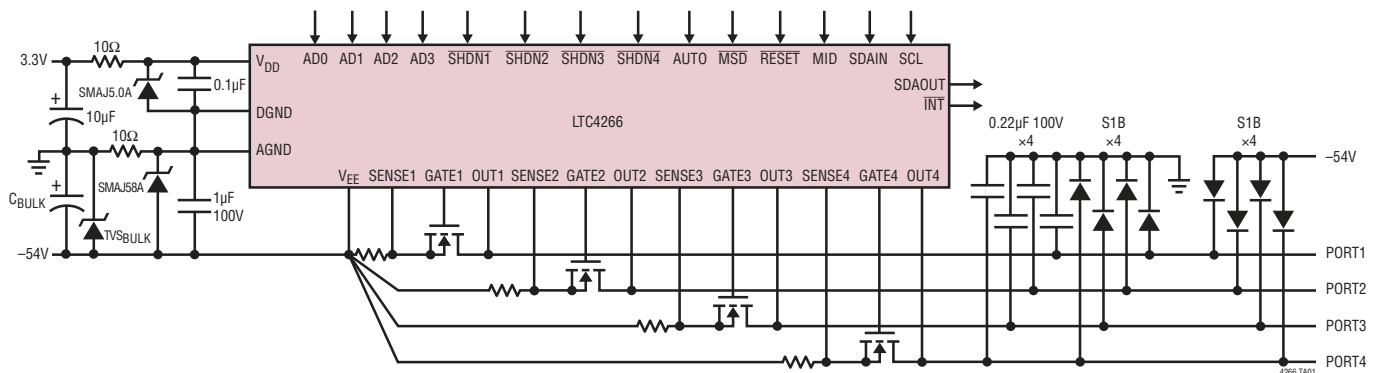 3.3V
10Ω
SMAJ5.0A
0.1µF
+
10µF
10Ω
+
CBULK
TVSBULK
SMAJ58A
1µF
100V
–54V
VDD
DGND
AGND
AD0 AD1 AD2 AD3 SHDN1 SHDN2 SHDN3 SHDN4 AUTO MSD RESET MID SDAIN SCL
SDAOUT
INT
LTC4266
VEE SENSE1 GATE1 OUT1 SENSE2 GATE2 OUT2 SENSE3 GATE3 OUT3 SENSE4 GATE4 OUT4
0.22µF 100V
×4
S1B
×4
S1B
×4
–54V
PORT1
PORT2
PORT3
PORT4
4266 TA01